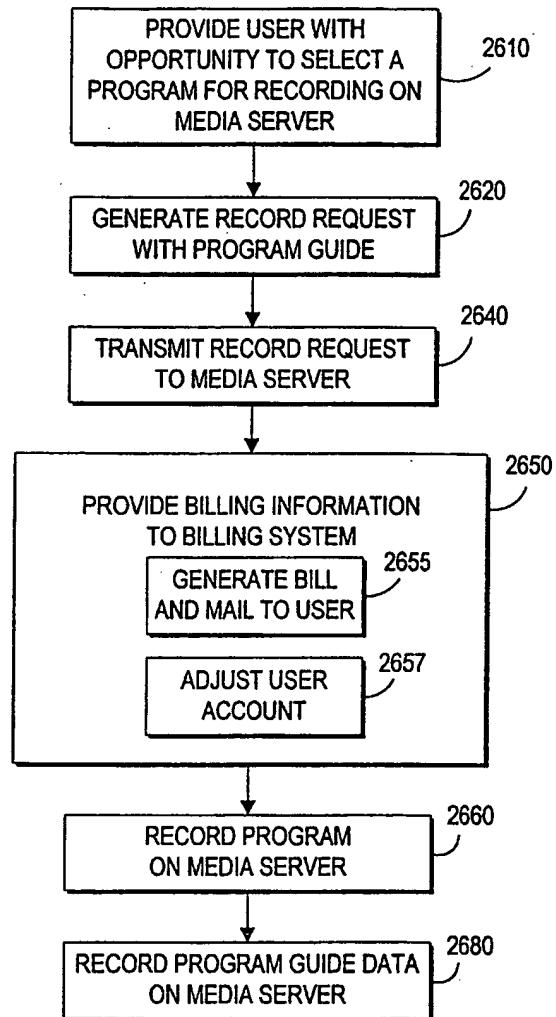 PROVIDE USER WITH
OPPORTUNITY TO SELECT A
PROGRAM FOR RECORDING ON
MEDIA SERVER
2610
GENERATE RECORD REQUEST
WITH PROGRAM GUIDE
2620
TRANSMIT RECORD REQUEST
TO MEDIA SERVER
2640
PROVIDE BILLING INFORMATION
TO BILLING SYSTEM
2650
GENERATE BILL
AND MAIL TO USER
2655
ADJUST USER
ACCOUNT
2657
RECORD PROGRAM
ON MEDIA SERVER
2660
RECORD PROGRAM GUIDE DATA
ON MEDIA SERVER
2680